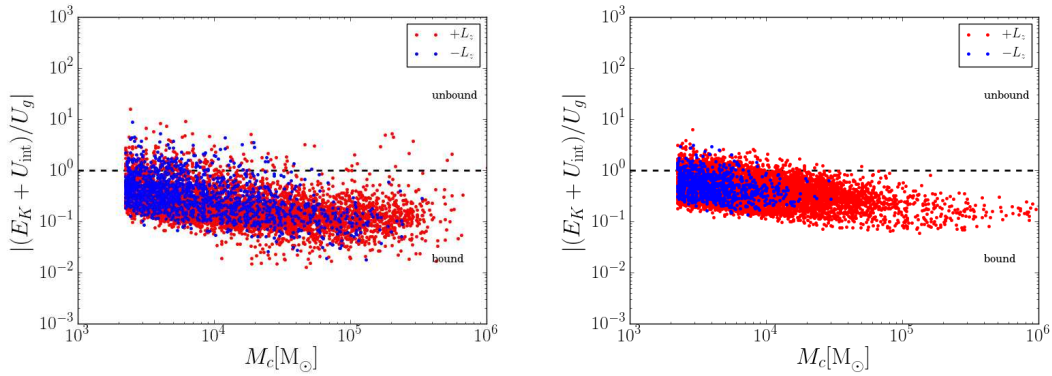 10^3
+L_z
−L_z
10^2
unbound
10^1
10^0
10^{-1}
10^{-2}
bound
10^{-3}
10^3 10^4 10^5 10^6
|(E_K + U_int)/U_g|
M_c[M_⊙]
10^3
+L_z
−L_z
10^2
unbound
10^1
10^0
10^{-1}
10^{-2}
bound
10^{-3}
10^3 10^4 10^5 10^6
|(E_K + U_int)/U_g|
M_c[M_⊙]